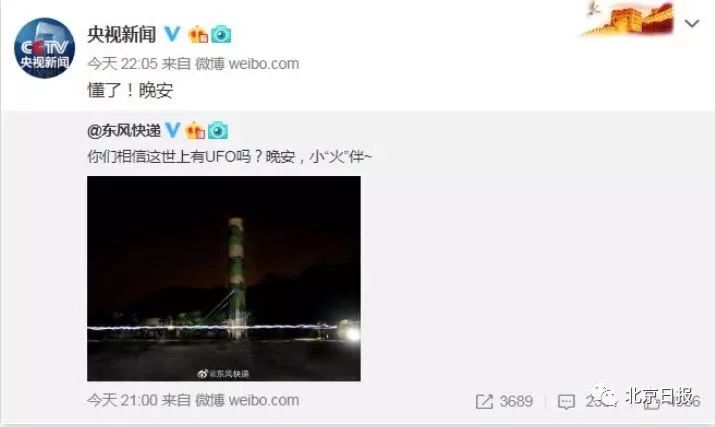 央视新闻
CCTV
央视新闻
今天 22:05 来自 微博 weibo.com
懂了！晚安
@东风快递
你们相信这世上有UFO吗？晚安，小“火”伴~
@东风快递
今天 21:00 来自 微博 weibo.com
3689
北京日报